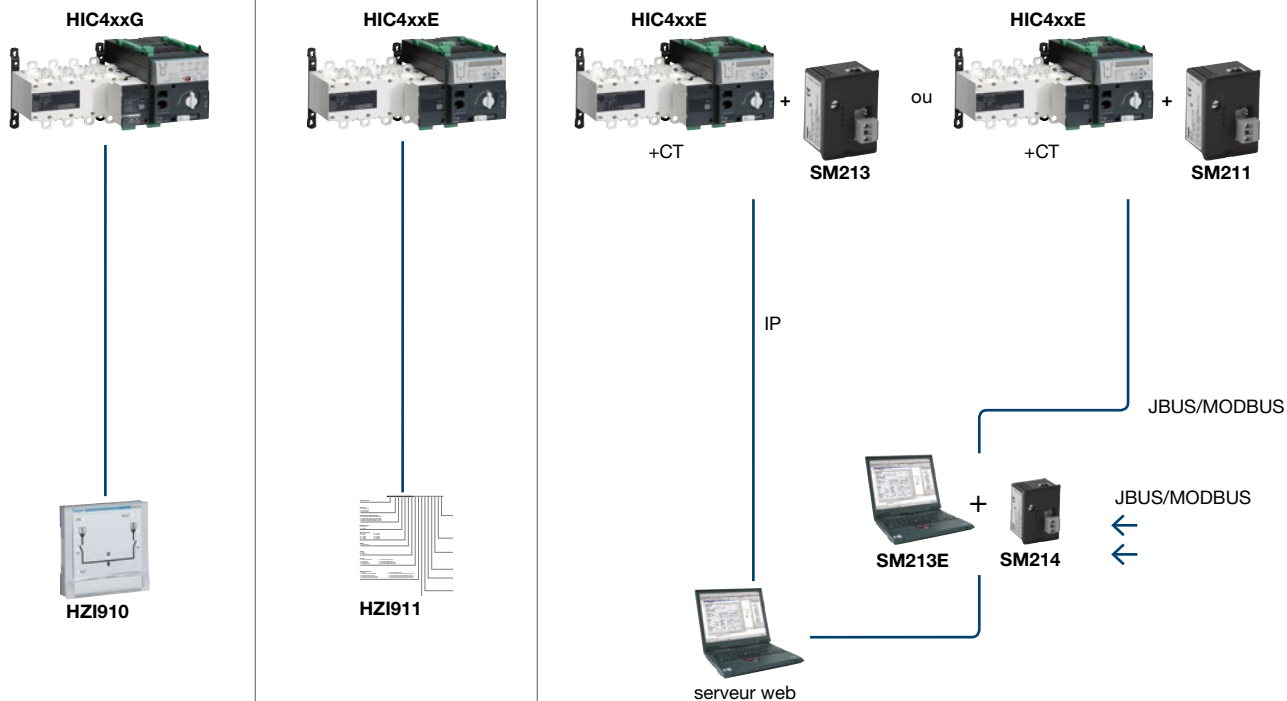 HIC4xxG
HIC4xxE
HIC4xxE
HIC4xxE
+
ou
+
+CT
SM213
+CT
SM211
IP
JBUS/MODBUS
+
JBUS/MODBUS
SM213E
SM214
HZI910
HZI911
serveur web